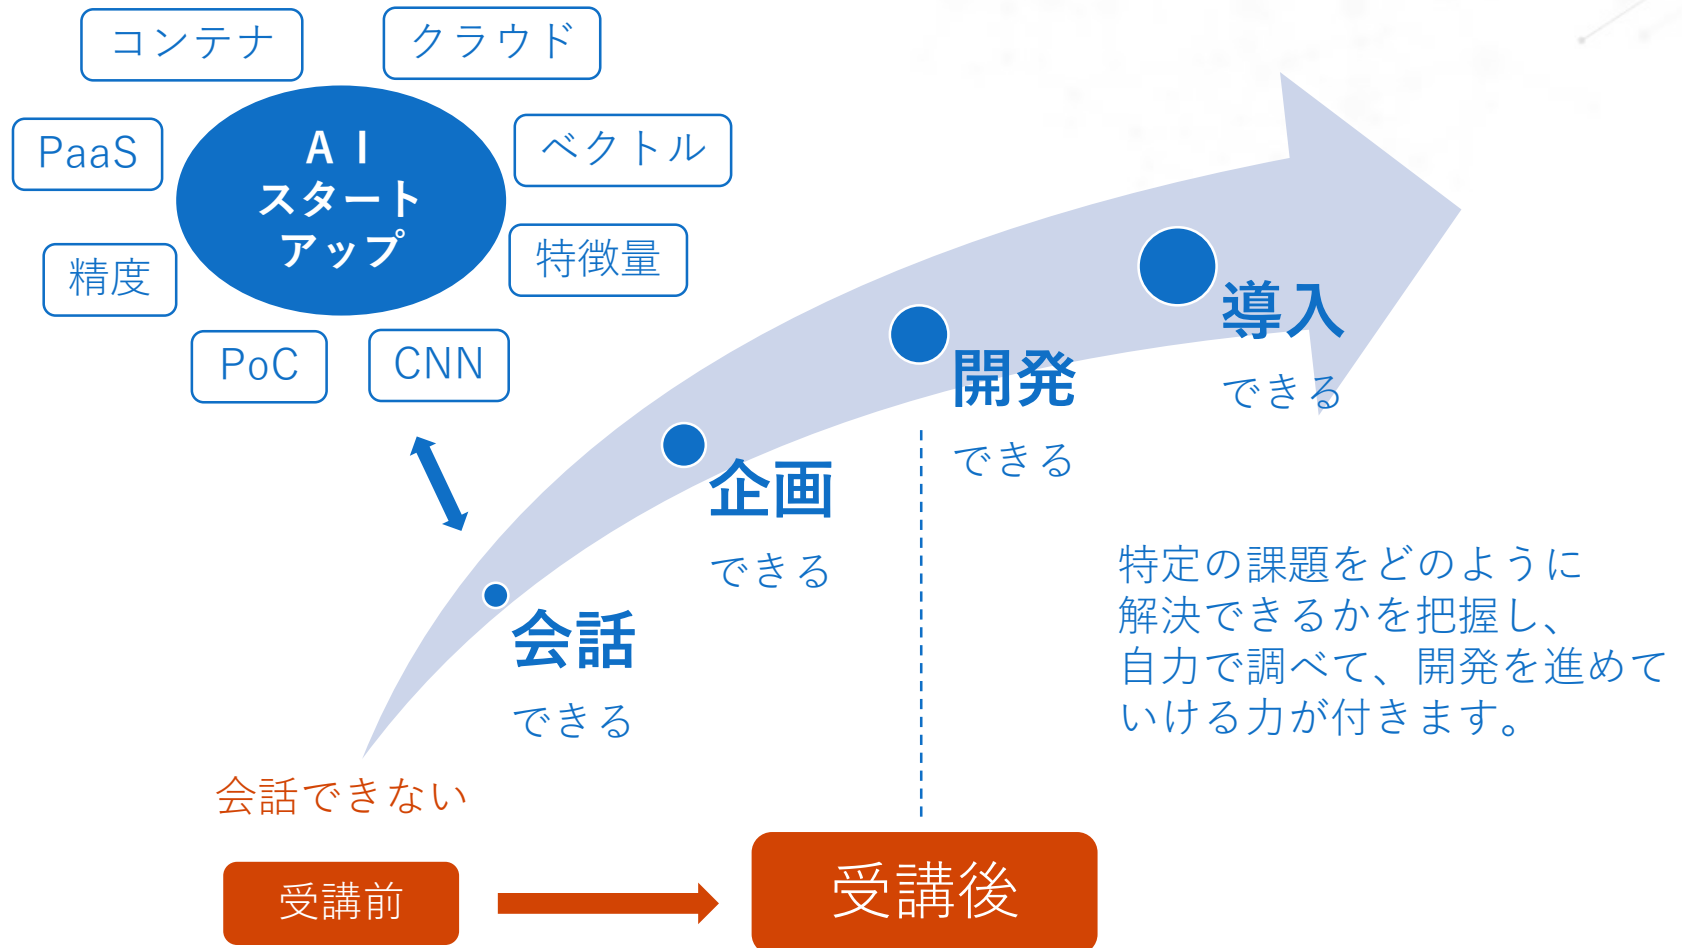 コンテナ
クラウド
PaaS
ＡＩ
スタート
アップ
ベクトル
精度
特徴量
PoC
CNN
導入
できる
開発
できる
企画
できる
会話
できる
特定の課題をどのように
解決できるかを把握し、
自力で調べて、開発を進めて
いける力が付きます。
会話できない
受講前
受講後